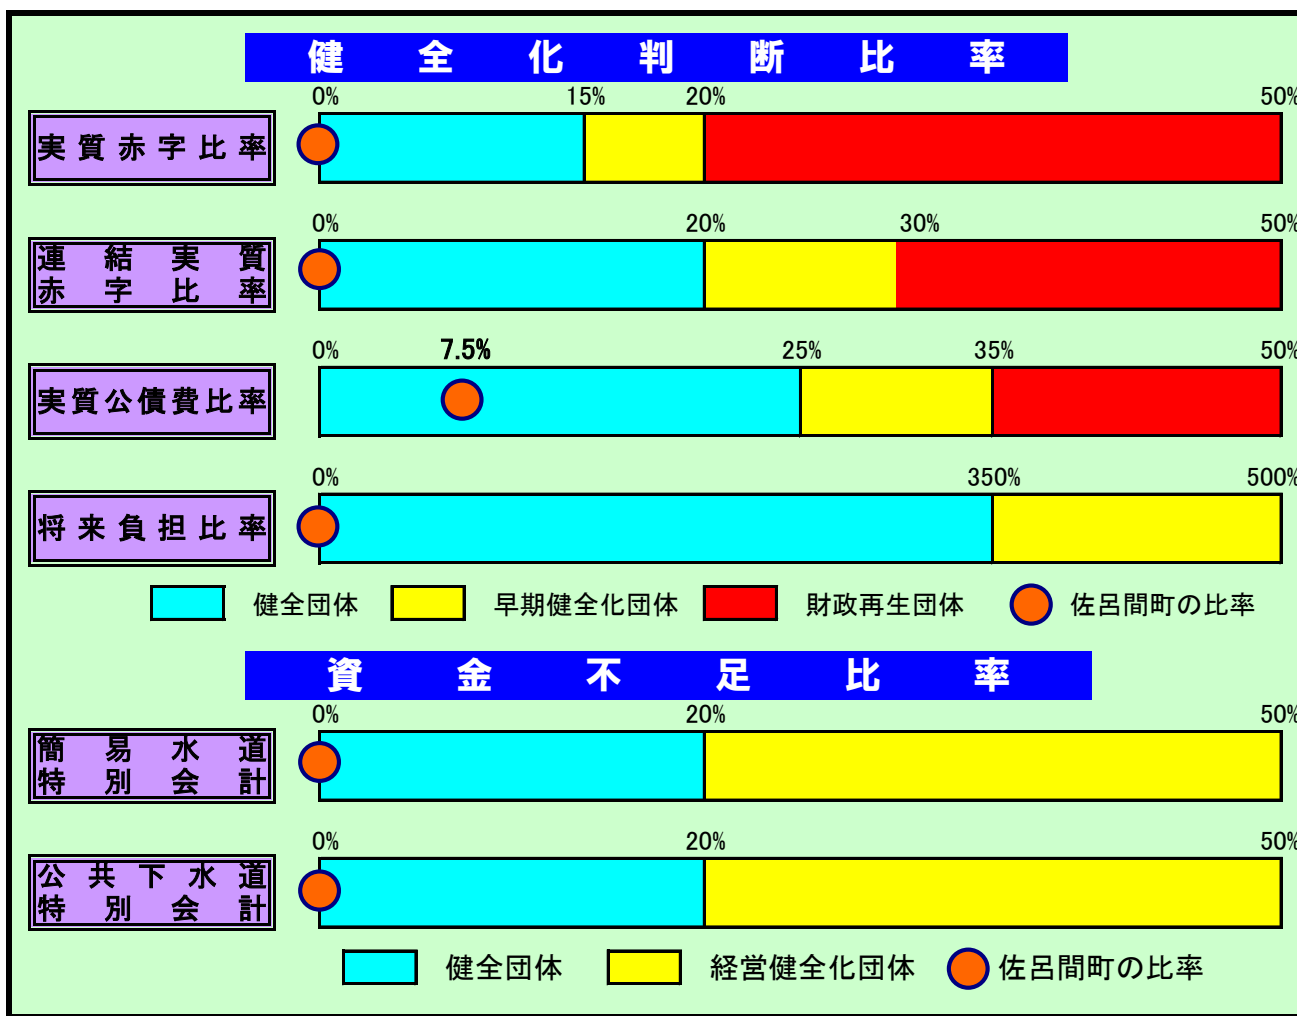 健全化判断比率
0% 15% 20% 50%
実質赤字比率
0% 20% 30% 50%
連結実質
赤字比率
0% 7.5% 25% 35% 50%
実質公債費比率
0% 350% 500%
将来負担比率
健全団体 早期健全化団体 財政再生団体 佐呂間町の比率
資金不足比率
0% 20% 50%
簡易水道
特別会計
0% 20% 50%
公共下水道
特別会計
健全団体 経営健全化団体 佐呂間町の比率